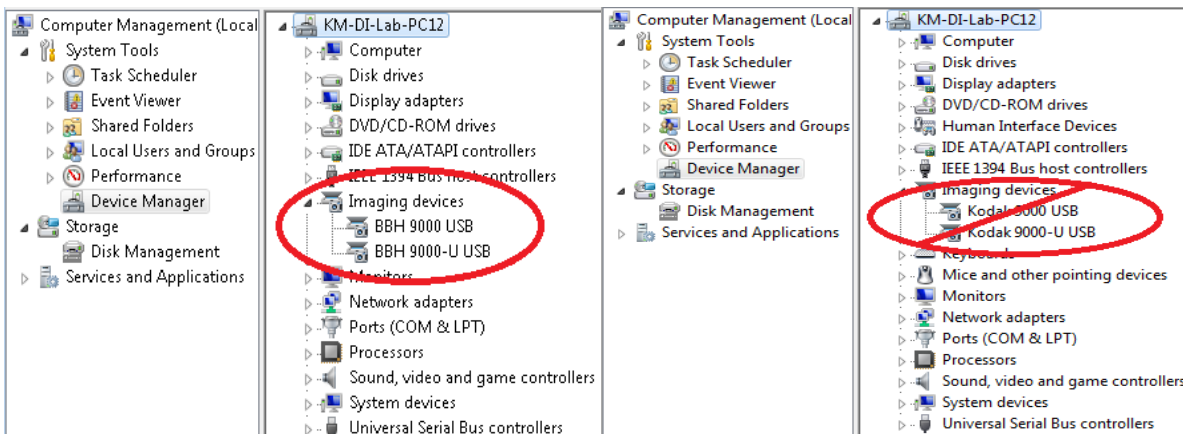 Computer Management (Local
System Tools
Task Scheduler
Event Viewer
Shared Folders
Local Users and Groups
Performance
Device Manager
Storage
Disk Management
Services and Applications
KM-DI-Lab-PC12
Computer
Disk drives
Display adapters
DVD/CD-ROM drives
IDE ATA/ATAPI controllers
IEEE 1394 Bus host controllers
Imaging devices
BBH 9000 USB
BBH 9000-U USB
Monitors
Network adapters
Ports (COM & LPT)
Processors
Sound, video and game controllers
System devices
Universal Serial Bus controllers
Computer Management (Local
System Tools
Task Scheduler
Event Viewer
Shared Folders
Local Users and Groups
Performance
Device Manager
Storage
Disk Management
Services and Applications
KM-DI-Lab-PC12
Computer
Disk drives
Display adapters
DVD/CD-ROM drives
Human Interface Devices
IDE ATA/ATAPI controllers
IEEE 1394 Bus host controllers
Imaging devices
Kodak 9000 USB
Kodak 9000-U USB
Keyboards
Mice and other pointing devices
Monitors
Network adapters
Ports (COM & LPT)
Processors
Sound, video and game controllers
System devices
Universal Serial Bus controllers